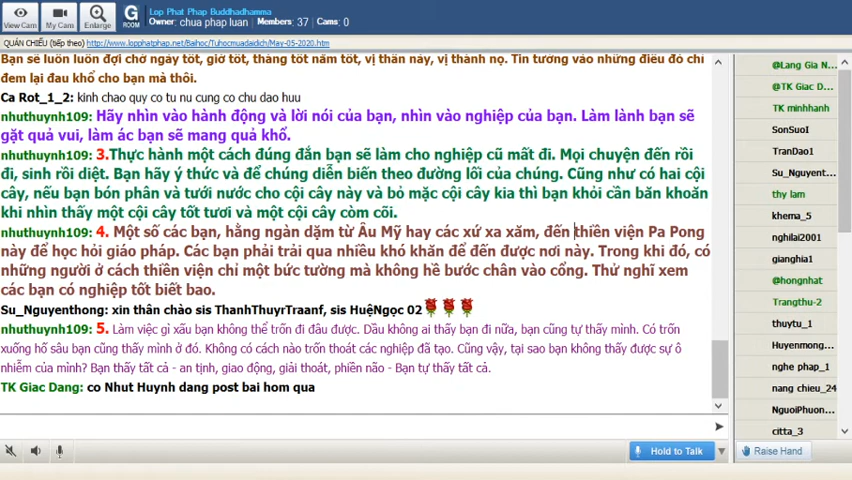 Lop Phat Phap Buddhadhamma
Owner: chua phap luan Members: 37 Cams: 0
View Cam My Cam Enlarge G ROOM
QUÁN CHIẾU (tiếp theo) http://www.lopphatphap.net/Baihoc/Tuhocmuadaidich/May-05-2020.htm
Bạn sẽ luôn luôn đợi chờ ngày tốt, giờ tốt, tháng tốt năm tốt, vị thần này, vị thánh nọ. Tin tưởng vào những điều đó chỉ
đem lại đau khổ cho bạn mà thôi.
Ca Rot_1_2: kinh chao quy co tu nu cung co chu dao huu
nhuthuynh109: Hãy nhìn vào hành động và lời nói của bạn, nhìn vào nghiệp của bạn. Làm lành bạn sẽ
gặt quả vui, làm ác bạn sẽ mang quả khổ.
nhuthuynh109: 3.Thực hành một cách đúng đắn bạn sẽ làm cho nghiệp cũ mất đi. Mọi chuyện đến rồi
đi, sinh rồi diệt. Bạn hãy ý thức và để chúng diễn biến theo đường lối của chúng. Cũng như có hai cội
cây, nếu bạn bón phân và tưới nước cho cội cây này và bỏ mặc cội cây kia thì bạn khỏi cần băn khoăn
khi nhìn thấy một cội cây tốt tươi và một cội cây còm cõi.
nhuthuynh109: 4. Một số các bạn, hằng ngàn dặm từ Âu Mỹ hay các xứ xa xăm, đến thiền viện Pa Pong
này để học hỏi giáo pháp. Các bạn phải trải qua nhiều khó khăn để đến được nơi này. Trong khi đó, có
những người ở cách thiền viện chỉ một bức tường mà không hề bước chân vào cổng. Thử nghĩ xem
các bạn có nghiệp tốt biết bao.
Su_Nguyenthong: xin thân chào sis ThanhThuyrTraanf, sis HuệNgọc 02
nhuthuynh109: 5. Làm việc gì xấu bạn không thể trốn đi đâu được. Dầu không ai thấy bạn đi nữa, bạn cũng tự thấy mình. Có trốn
xuống hố sâu bạn cũng thấy mình ở đó. Không có cách nào trốn thoát các nghiệp đã tạo. Cũng vậy, tại sao bạn không thấy được sự ô
nhiễm của mình? Bạn thấy tất cả - an tịnh, giao động, giải thoát, phiền não - Bạn tự thấy tất cả.
TK Giac Dang: co Nhut Huynh dang post bai hom qua
@Lang Gia N...
@TK Giac D...
TK minhhanh
SonSuoI
TranDao1
Su_Nguyent...
thy lam
khema_5
nghilai2001
gianghia1
@hongnhat
Trangthu-2
thuytu_1
Huyenmong...
nghe phap_1
nang chieu_24
NguoiPhuon...
citta_3
Hold to Talk
Raise Hand